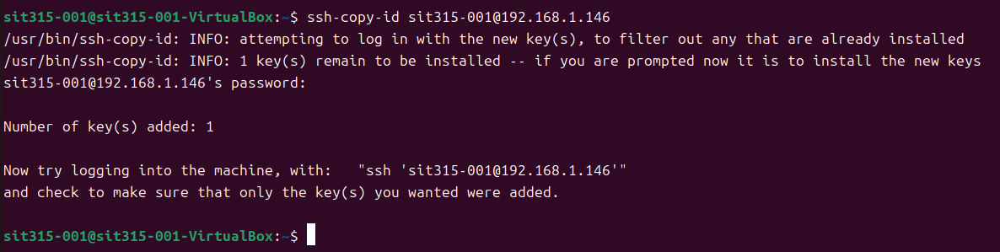 sit315-001@sit315-001-VirtualBox:~$ ssh-copy-id sit315-001@192.168.1.146
/usr/bin/ssh-copy-id: INFO: attempting to log in with the new key(s), to filter out any that are already installed
/usr/bin/ssh-copy-id: INFO: 1 key(s) remain to be installed -- if you are prompted now it is to install the new keys
sit315-001@192.168.1.146's password:
Number of key(s) added: 1
Now try logging into the machine, with:   "ssh 'sit315-001@192.168.1.146'"
and check to make sure that only the key(s) you wanted were added.
sit315-001@sit315-001-VirtualBox:~$